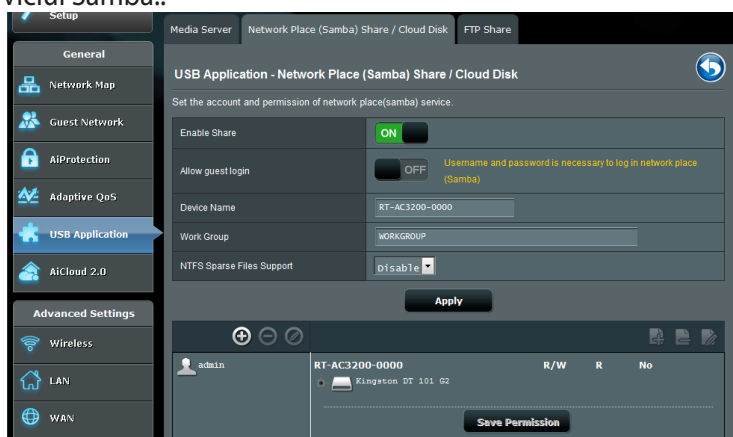 Setup
General
Network Map
Guest Network
AiProtection
Adaptive QoS
USB Application
AiCloud 2.0
Advanced Settings
Wireless
LAN
WAN
Media Server
Network Place (Samba) Share / Cloud Disk
FTP Share
USB Application - Network Place (Samba) Share / Cloud Disk
Set the account and permission of network place(samba) service.
Enable Share
ON
Allow guest login
OFF
Username and password is necessary to log in network place
(Samba)
Device Name
RT-AC3200-0000
Work Group
WORKGROUP
NTFS Sparse Files Support
Disable
Apply
admin
RT-AC3200-0000 R/W R No
Kingston DT 101 G2
Save Permission